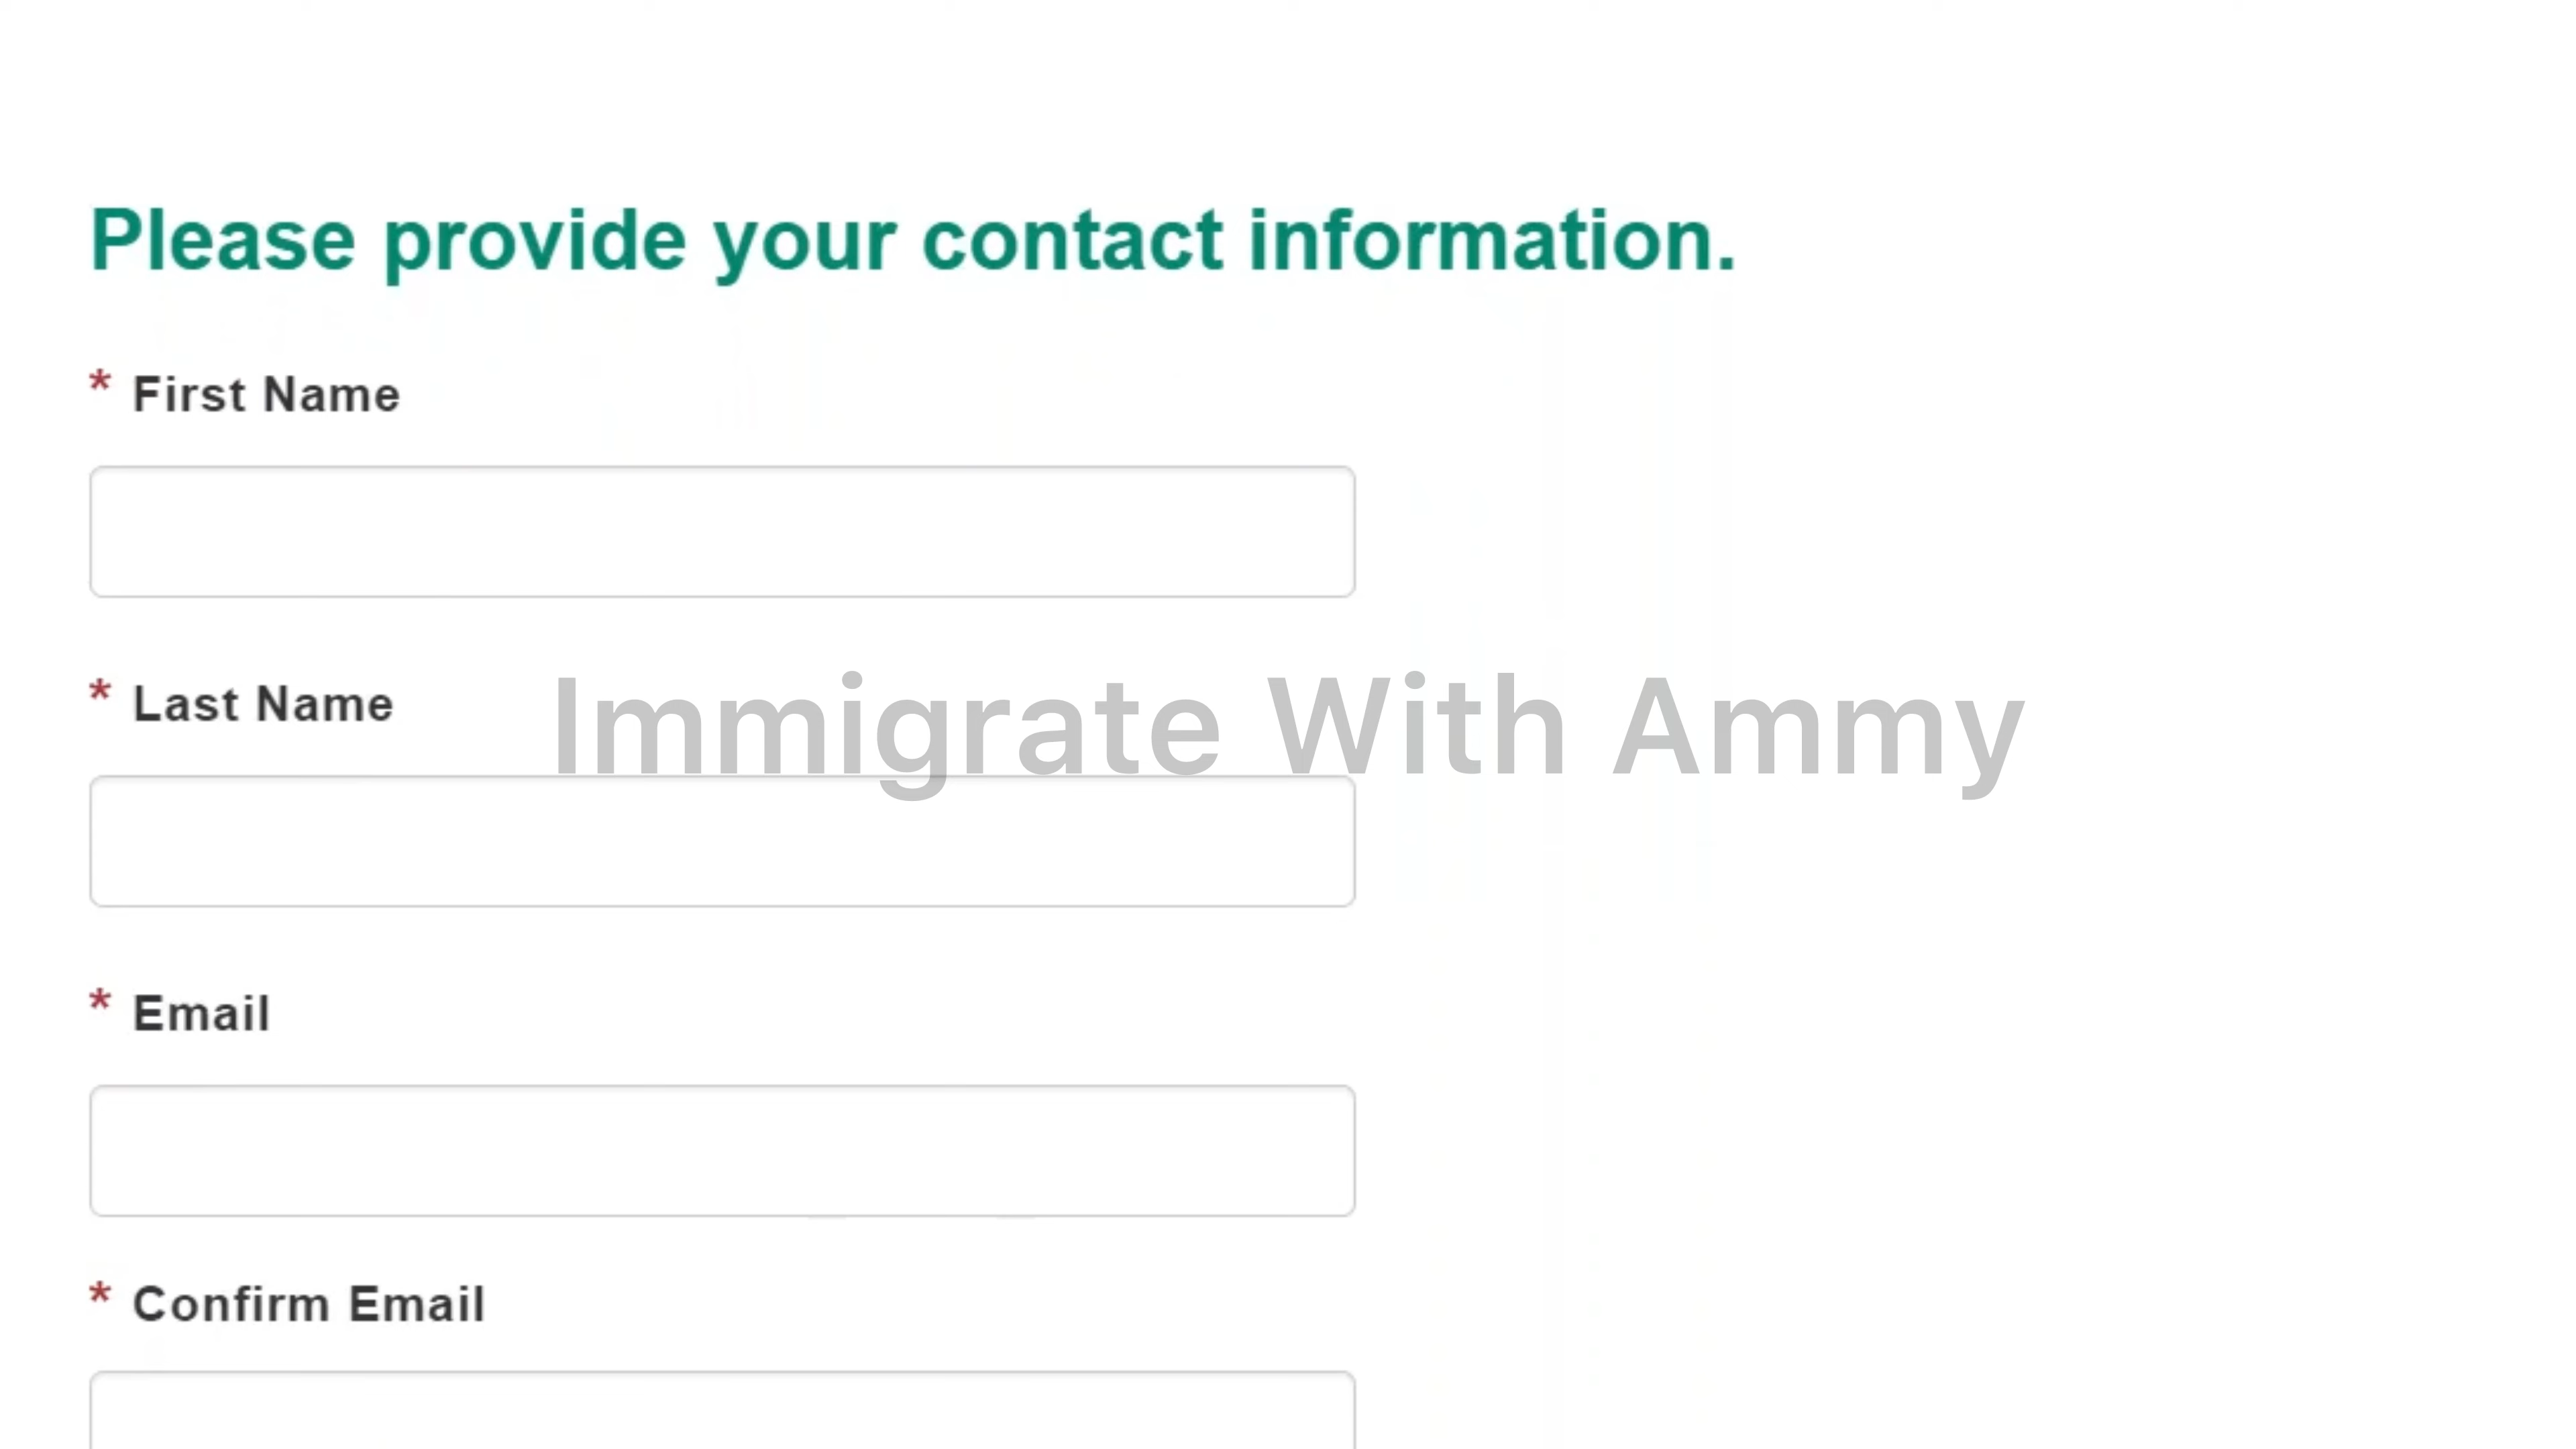 Please provide your contact information.
* First Name
* Last Name
Immigrate With Ammy
* Email
* Confirm Email